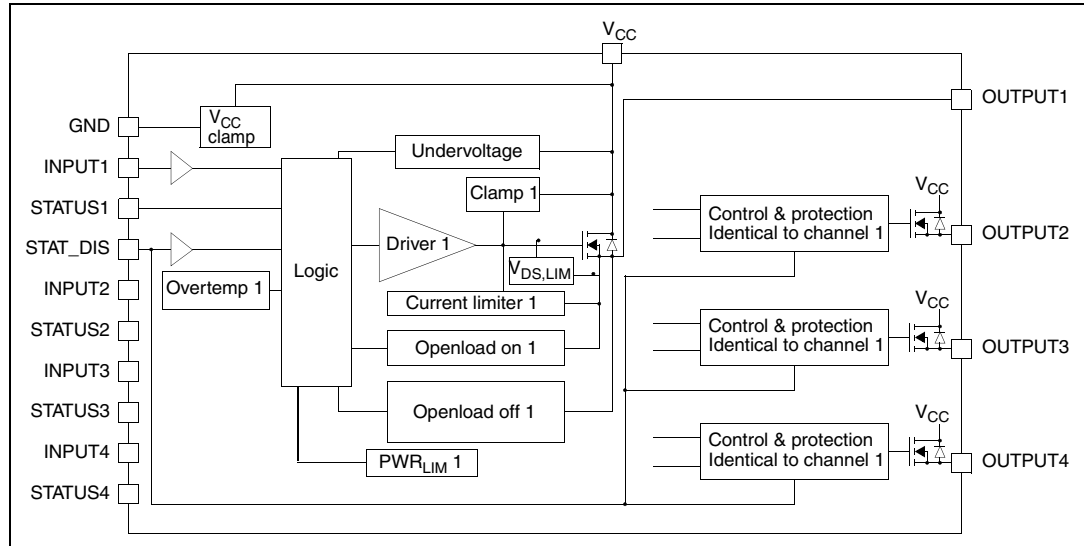 VCC
OUTPUT1
GND
VCC
clamp
INPUT1
Undervoltage
Clamp 1
STATUS1
VCC
Control & protection
Identical to channel 1
OUTPUT2
STAT_DIS
Logic
Driver 1
VDS,LIM
INPUT2
Overtemp 1
Current limiter 1
STATUS2
VCC
Control & protection
Identical to channel 1
OUTPUT3
Openload on 1
INPUT3
STATUS3
Openload off 1
VCC
INPUT4
Control & protection
Identical to channel 1
OUTPUT4
PWRLIM 1
STATUS4